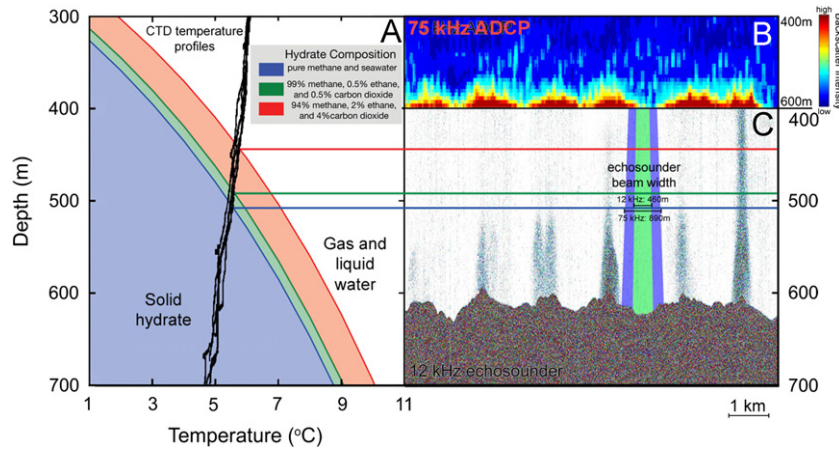 A
CTD temperature
profiles
Hydrate Composition
pure methane and seawater
99% methane, 0.5% ethane,
and 0.5% carbon dioxide
94% methane, 2% ethane,
and 4%carbon dioxide
Solid
hydrate
Gas and
liquid
water
Depth (m)
300
400
500
600
700
1
3
5
7
9
11
Temperature (°C)
75 kHz ADCP
B
400m
600m
high
low
C
echosounder
beam width
12 kHz: 460m
75 kHz: 890m
12 kHz echosounder
400
500
600
700
1 km